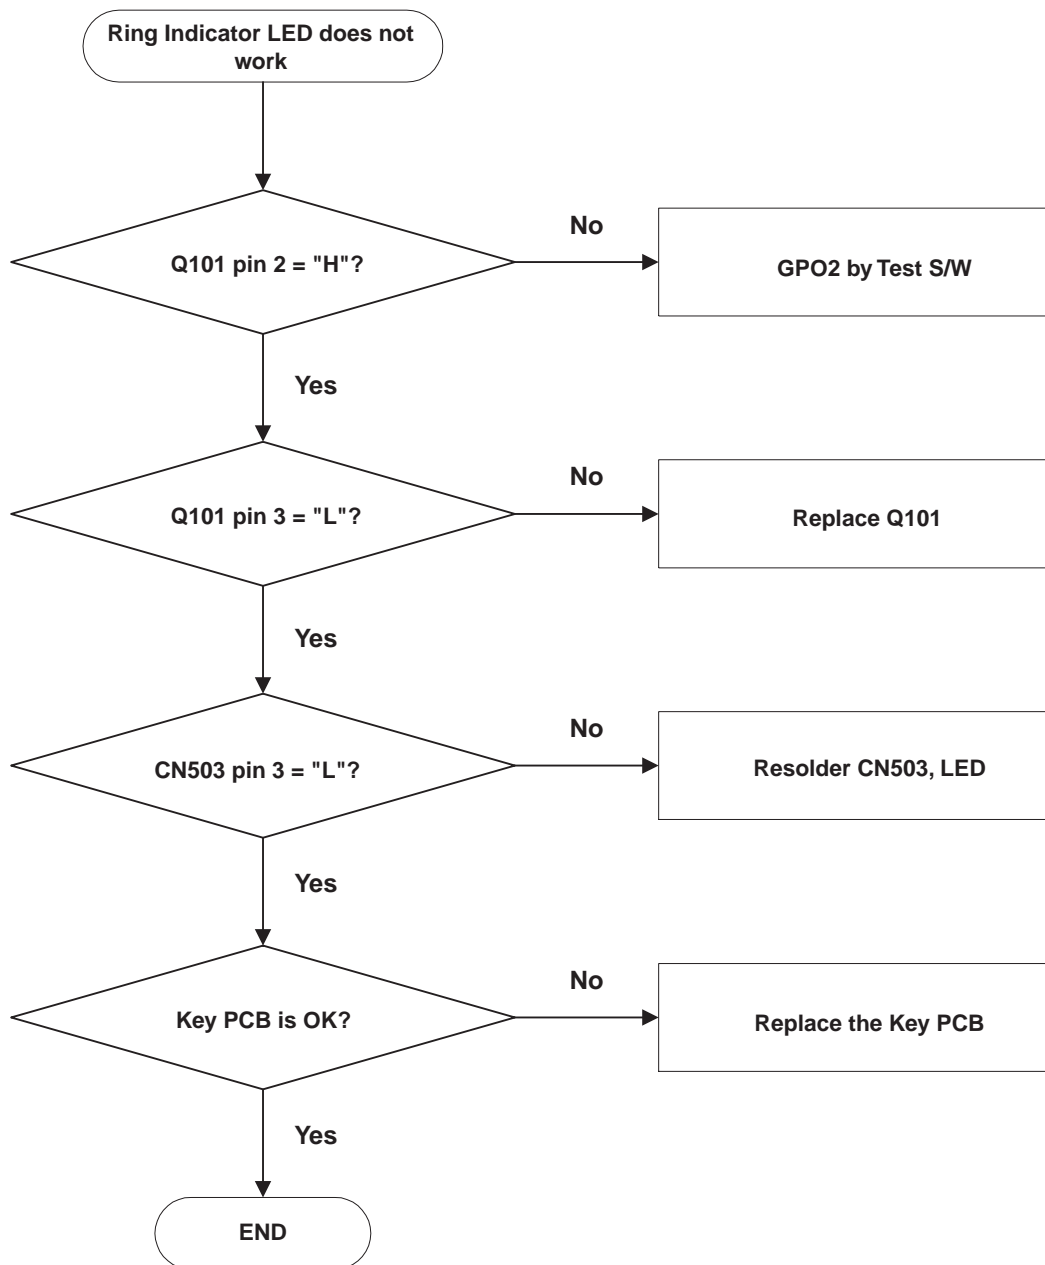 Ring Indicator LED does not
work
Q101 pin 2 = "H"?
No
GPO2 by Test S/W
Yes
Q101 pin 3 = "L"?
No
Replace Q101
Yes
CN503 pin 3 = "L"?
No
Resolder CN503, LED
Yes
Key PCB is OK?
No
Replace the Key PCB
Yes
END